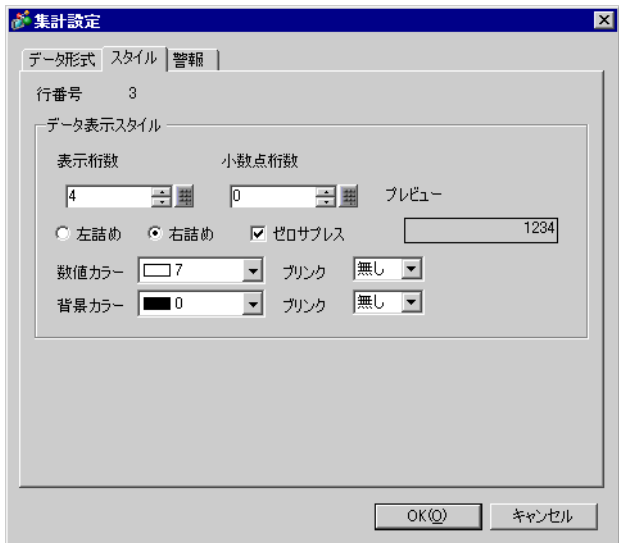 集計設定
データ形式 スタイル 警報
行番号 3
データ表示スタイル
表示桁数 小数点桁数
4 0 プレビュー
左詰め 右詰め ゼロサプレス 1234
数値カラー 7 ブリンク 無し
背景カラー 0 ブリンク 無し
OK(O) キャンセル